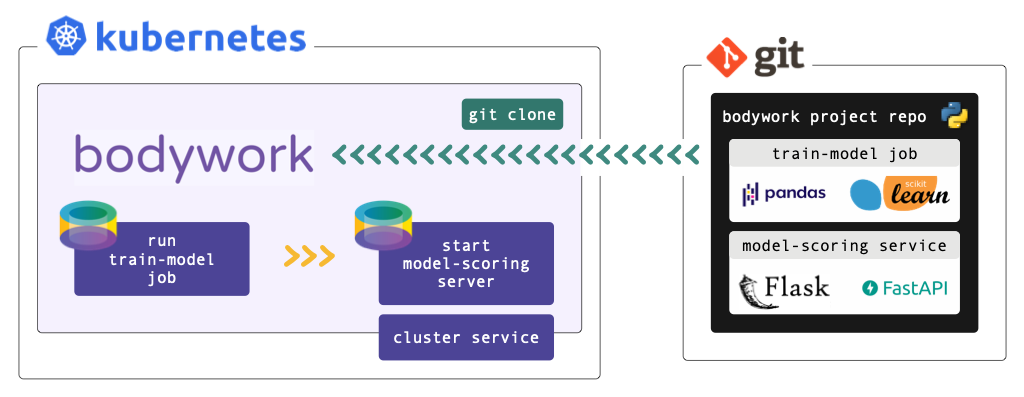 kubernetes
git
git clone
bodywork
run
train-model
job
start
model-scoring
server
cluster service
bodywork project repo
train-model job
pandas
scikit
learn
model-scoring service
Flask
FastAPI